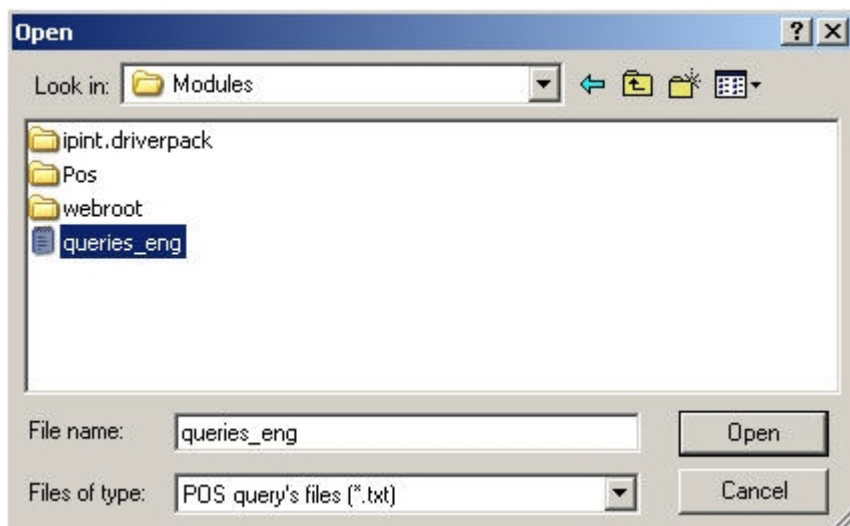 Open
Look in: Modules
ipint.driverpack
Pos
webroot
queries_eng
File name: queries_eng Open
Files of type: POS query's files (*.txt) Cancel